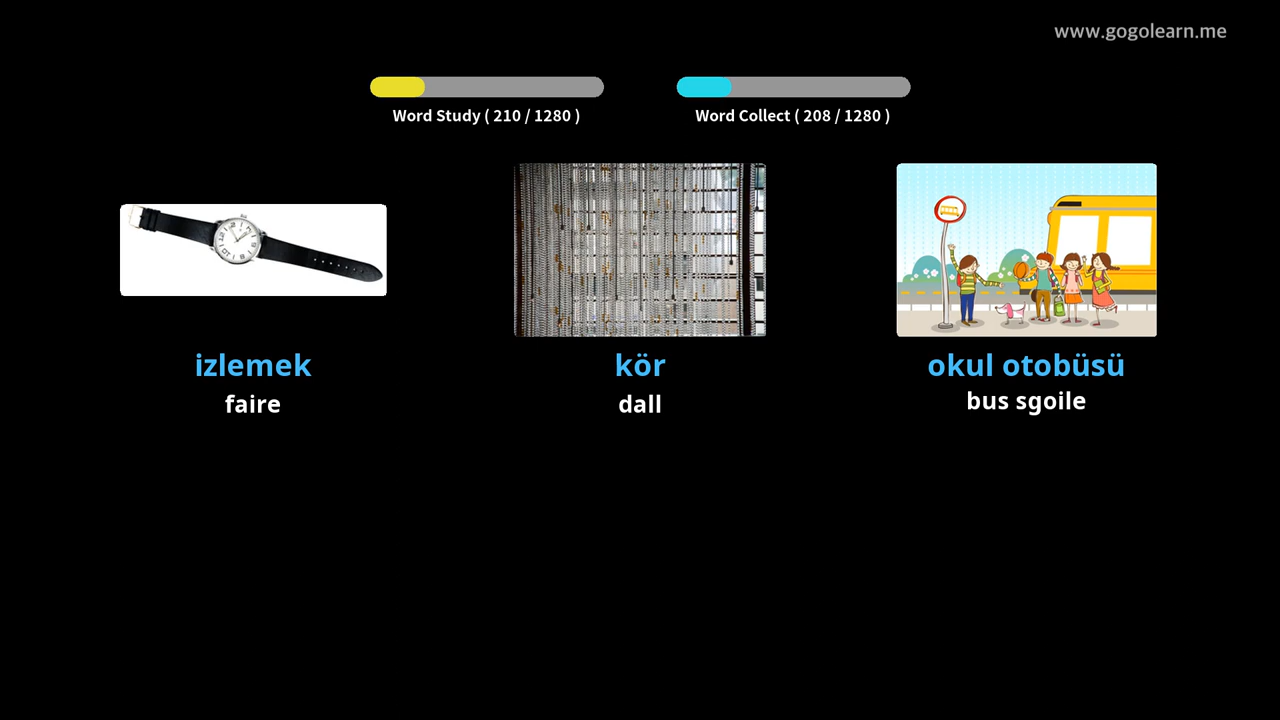 www.gogolearn.me
Word Study ( 210 / 1280 )
Word Collect ( 208 / 1280 )
izlemek
faire
kör
dall
okul otobüsü
bus sgoile